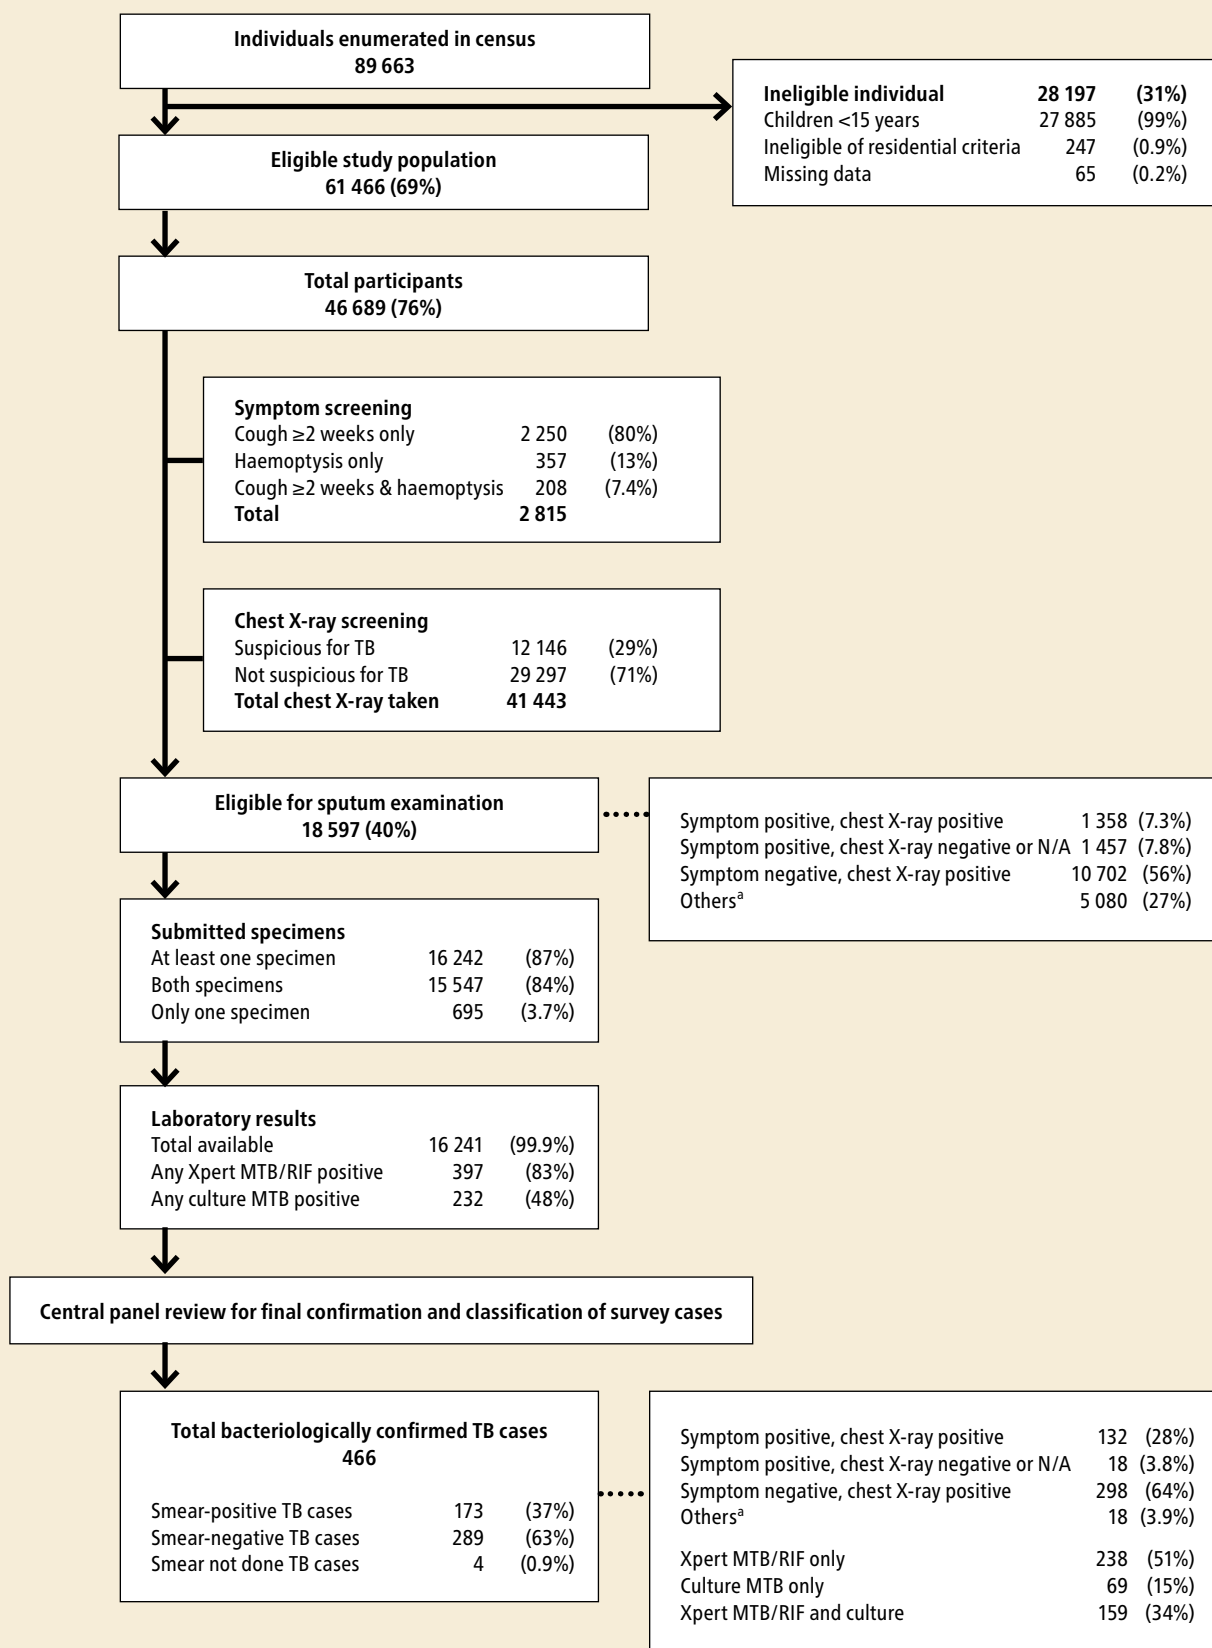 Individuals enumerated in census
89 663
Ineligible individual 28 197 (31%)
Children <15 years 27 885 (99%)
Ineligible of residential criteria 247 (0.9%)
Missing data 65 (0.2%)
Eligible study population
61 466 (69%)
Total participants
46 689 (76%)
Symptom screening
Cough ≥2 weeks only 2 250 (80%)
Haemoptysis only 357 (13%)
Cough ≥2 weeks & haemoptysis 208 (7.4%)
Total 2 815
Chest X-ray screening
Suspicious for TB 12 146 (29%)
Not suspicious for TB 29 297 (71%)
Total chest X-ray taken 41 443
Eligible for sputum examination
18 597 (40%)
Symptom positive, chest X-ray positive 1 358 (7.3%)
Symptom positive, chest X-ray negative or N/A 1 457 (7.8%)
Symptom negative, chest X-ray positive 10 702 (56%)
Othersª 5 080 (27%)
Submitted specimens
At least one specimen 16 242 (87%)
Both specimens 15 547 (84%)
Only one specimen 695 (3.7%)
Laboratory results
Total available 16 241 (99.9%)
Any Xpert MTB/RIF positive 397 (83%)
Any culture MTB positive 232 (48%)
Central panel review for final confirmation and classification of survey cases
Total bacteriologically confirmed TB cases
466
Smear-positive TB cases 173 (37%)
Smear-negative TB cases 289 (63%)
Smear not done TB cases 4 (0.9%)
Symptom positive, chest X-ray positive 132 (28%)
Symptom positive, chest X-ray negative or N/A 18 (3.8%)
Symptom negative, chest X-ray positive 298 (64%)
Othersª 18 (3.9%)
Xpert MTB/RIF only 238 (51%)
Culture MTB only 69 (15%)
Xpert MTB/RIF and culture 159 (34%)